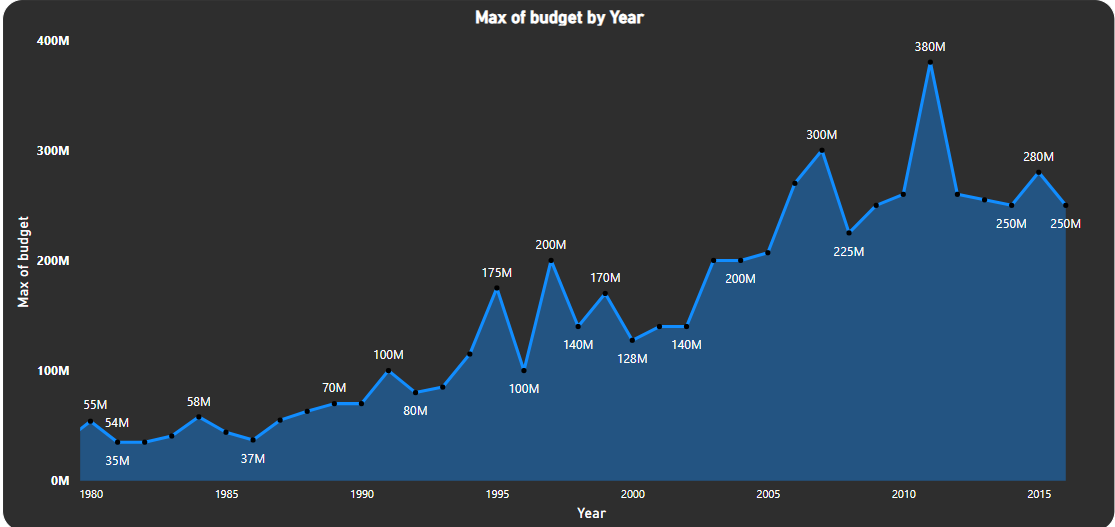 Max of budget by Year
400M
300M
200M
100M
0M
Max of budget
55M
54M
35M
58M
37M
70M
100M
80M
175M
100M
200M
140M
170M
128M
140M
200M
300M
225M
380M
250M
280M
250M
1980
1985
1990
1995
2000
2005
2010
2015
Year